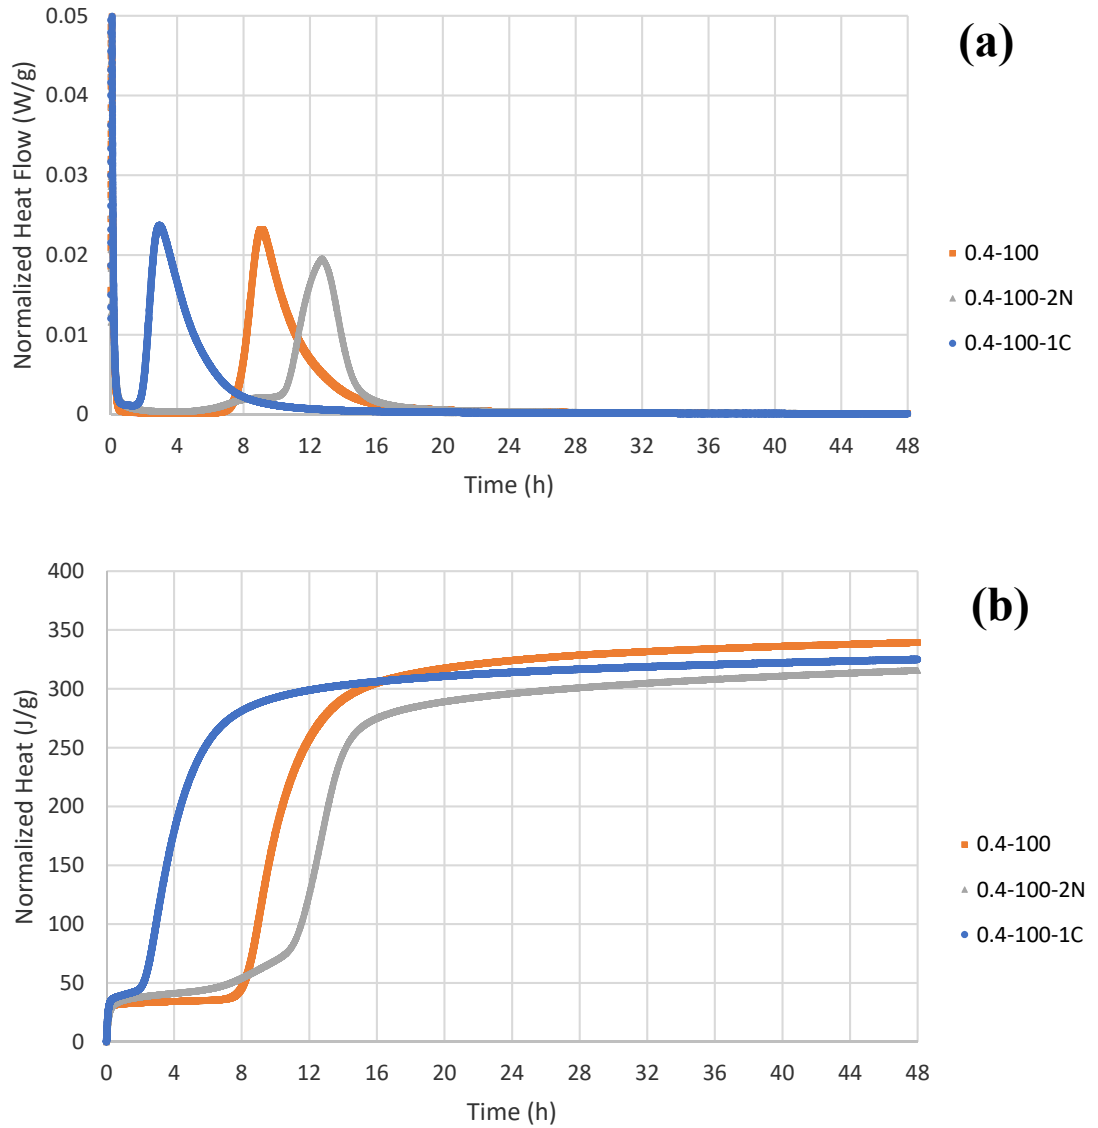 (a)
Normalized Heat Flow (W/g)
0.05
0.04
0.03
0.02
0.01
0
0 4 8 12 16 20 24 28 32 36 40 44 48
Time (h)
0.4-100
0.4-100-2N
0.4-100-1C
(b)
Normalized Heat (J/g)
400
350
300
250
200
150
100
50
0
0 4 8 12 16 20 24 28 32 36 40 44 48
Time (h)
0.4-100
0.4-100-2N
0.4-100-1C